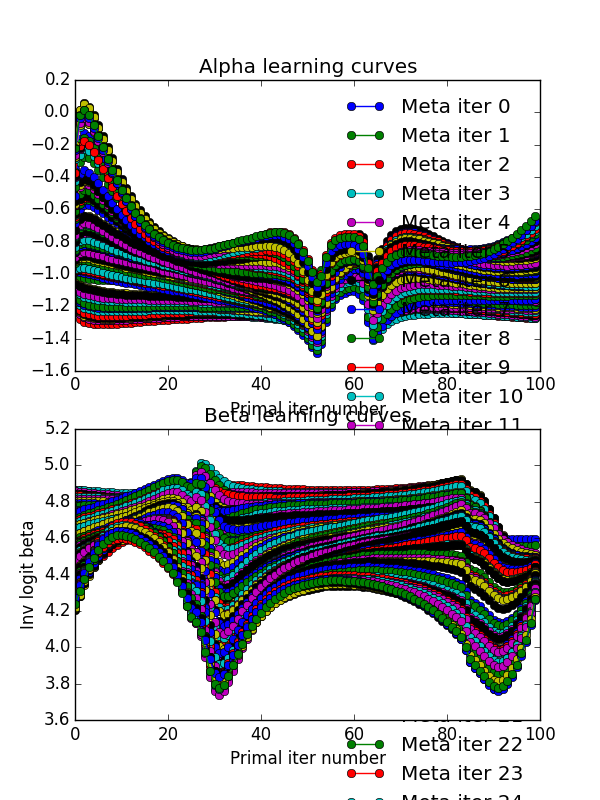 Alpha learning curves
0.2
0.0
−0.2
−0.4
−0.6
−0.8
−1.0
−1.2
−1.4
−1.6
Meta iter 0
Meta iter 1
Meta iter 2
Meta iter 3
Meta iter 4
Meta iter 8
Meta iter 9
Meta iter 10
Meta iter 11
0 20 40 60 80 100
Primal iter number
Beta learning curves
Inv logit beta
5.2
5.0
4.8
4.6
4.4
4.2
4.0
3.8
3.6
0 20 40 60 80 100
Primal iter number
Meta iter 22
Meta iter 23
Meta iter 24